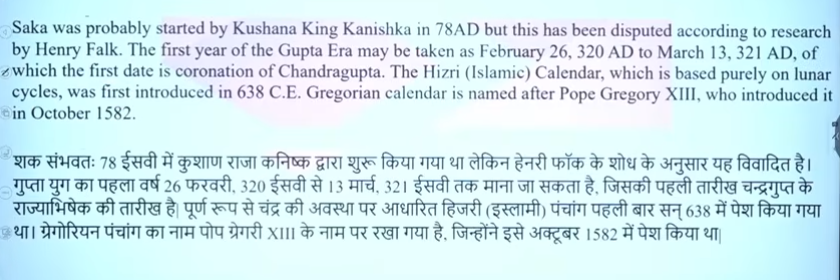 Saka was probably started by Kushana King Kanishka in 78AD but this has been disputed according to research
by Henry Falk. The first year of the Gupta Era may be taken as February 26, 320 AD to March 13, 321 AD, of
which the first date is coronation of Chandragupta. The Hizri (Islamic) Calendar, which is based purely on lunar
cycles, was first introduced in 638 C.E. Gregorian calendar is named after Pope Gregory XIII, who introduced it
in October 1582.
शक संभवतः 78 ईसवी में कुशाण राजा कनिष्क द्वारा शुरू किया गया था लेकिन हेनरी फॉक के शोध के अनुसार यह विवादित है।
गुप्ता युग का पहला वर्ष 26 फरवरी, 320 ईसवी से 13 मार्च, 321 ईसवी तक माना जा सकता है, जिसकी पहली तारीख चन्द्रगुप्त के
राज्याभिषेक की तारीख है| पूर्ण रूप से चंद्र की अवस्था पर आधारित हिजरी (इस्लामी) पंचांग पहली बार सन् 638 में पेश किया गया
था। ग्रेगोरियन पंचांग का नाम पोप ग्रेगरी XIII के नाम पर रखा गया है, जिन्होंने इसे अक्टूबर 1582 में पेश किया था|